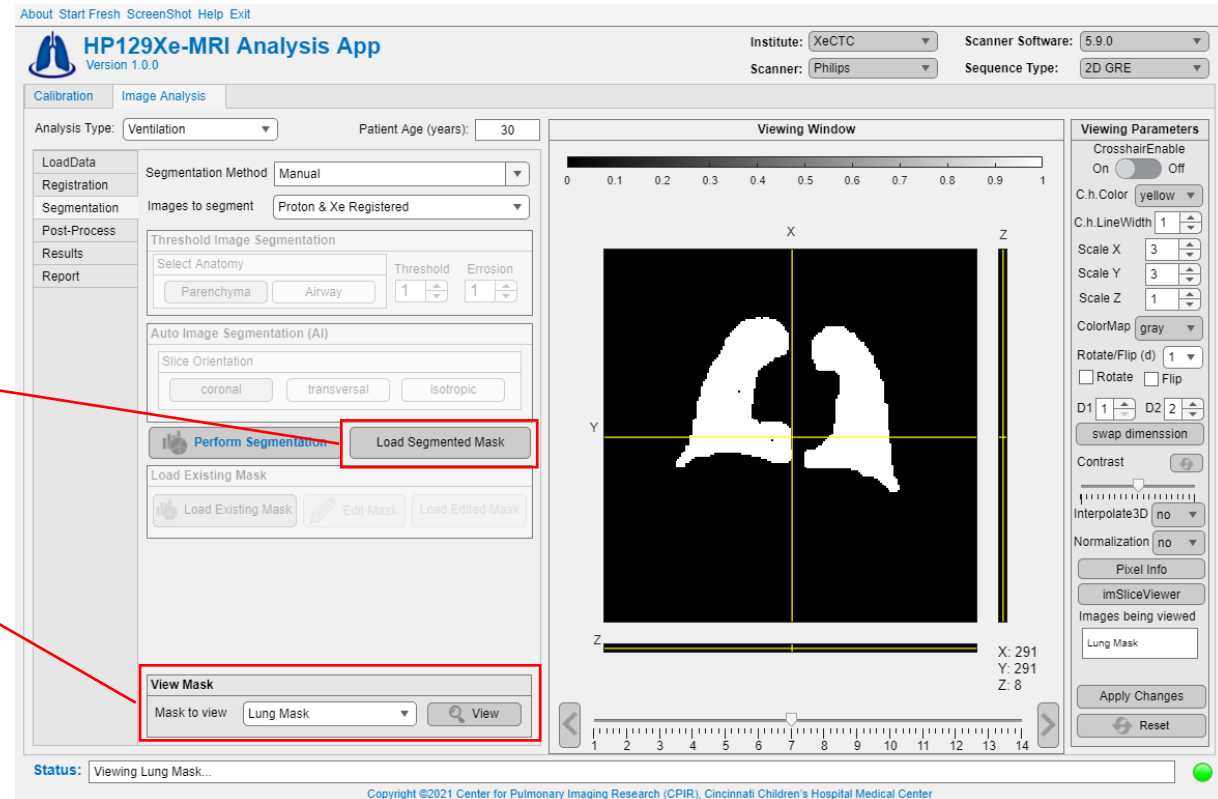 About Start Fresh ScreenShot Help Exit
HP129Xe-MRI Analysis App
Version 1.0.0
Institute: XeCTC Scanner Software: 5.9.0
Scanner: Philips Sequence Type: 2D GRE
Calibration Image Analysis
Analysis Type: Ventilation Patient Age (years): 30
LoadData
Registration
Segmentation
Post-Process
Results
Report
Segmentation Method Manual
Images to segment Proton & Xe Registered
Threshold Image Segmentation
Select Anatomy Threshold Errosion
Parenchyma Airway 1 1
Auto Image Segmentation (AI)
Slice Orientation
coronal transversal isotropic
Perform Segmentation Load Segmented Mask
Load Existing Mask
Load Existing Mask Edit Mask Load Edited Mask
View Mask
Mask to view Lung Mask View
Viewing Window
0 0.1 0.2 0.3 0.4 0.5 0.6 0.7 0.8 0.9 1
X Z
Y
Z
X: 291
Y: 291
Z: 8
1 2 3 4 5 6 7 8 9 10 11 12 13 14
Viewing Parameters
CrosshairEnable
On Off
C.h.Color yellow
C.h.LineWidth 1
Scale X 3
Scale Y 3
Scale Z 1
ColorMap gray
Rotate/Flip (d) 1
Rotate Flip
D1 1 D2 2
swap dimenssion
Contrast
Interpolate3D no
Normalization no
Pixel Info
imSliceViewer
Images being viewed
Lung Mask
Apply Changes
Reset
Status: Viewing Lung Mask...
Copyright ©2021 Center for Pulmonary Imaging Research (CPIR), Cincinnati Children's Hospital Medical Center